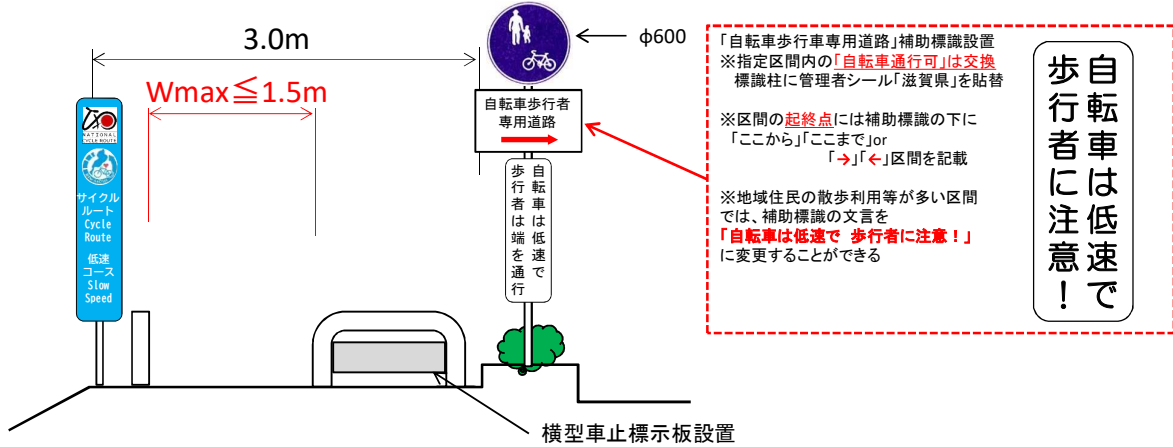 3.0m
φ600
Wmax≦1.5m
NATIONAL
CYCLE ROUTE
サイクル
ルート
Cycle
Route
低速
コース
Slow
Speed
自転車歩行者
専用道路
自転車は低速で
歩行者は端を通行
横型車止標示板設置
「自転車歩行車専用道路」補助標識設置
※指定区間内の「自転車通行可」は交換
標識柱に管理者シール「滋賀県」を貼替
※区間の起終点には補助標識の下に
「ここから」「ここまで」or
「→」「←」区間を記載
※地域住民の散歩利用等が多い区間
では、補助標識の文言を
「自転車は低速で 歩行者に注意！」
に変更することができる
自転車は低速で
歩行者に注意！